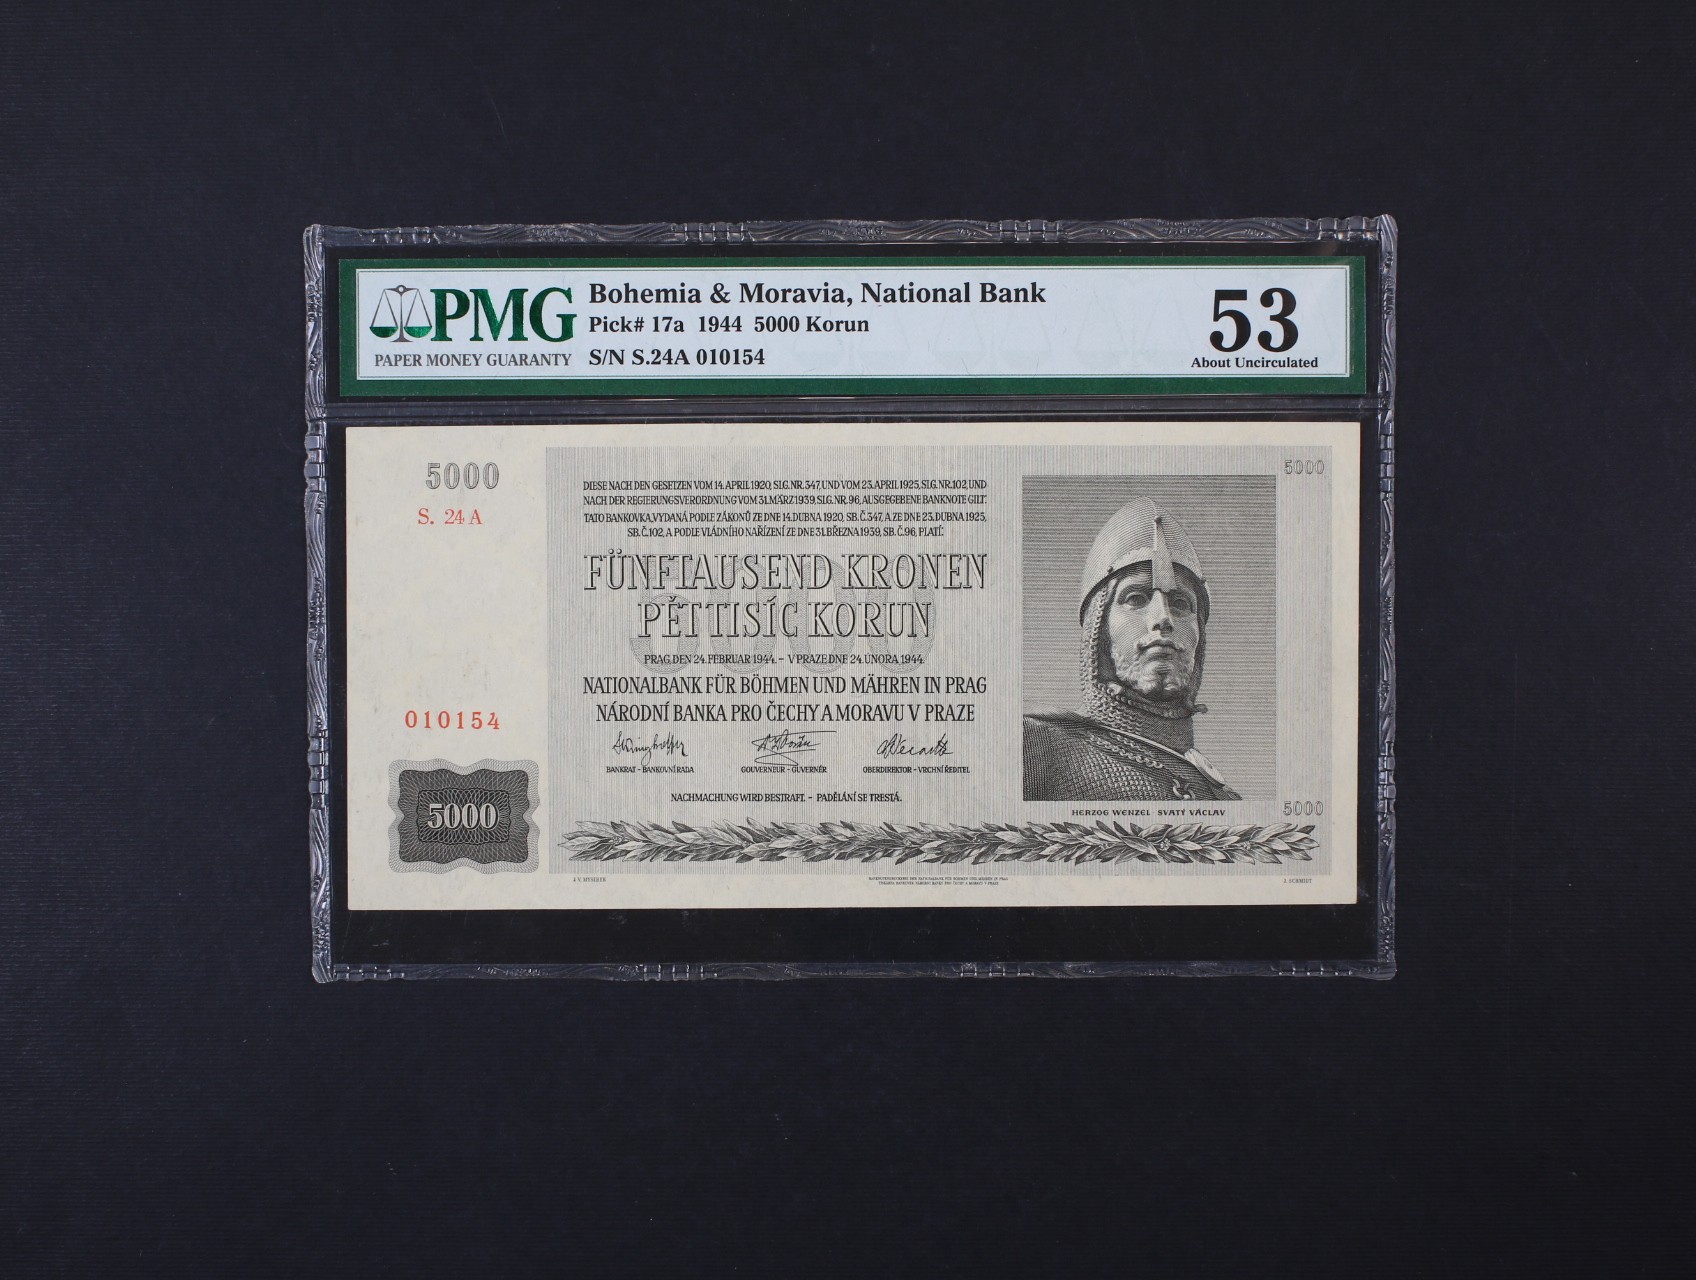 PMG
PAPER MONEY GUARANTY
Bohemia & Moravia, National Bank
Pick# 17a 1944 5000 Korun
S/N S.24A 010154
53
About Uncirculated
5000
S. 24 A
010154
5000
DIESE NACH DEN GESETZEN VOM 14. APRIL 1920, SLG. NR. 347, UND VOM 23. APRIL 1925, SLG. NR. 102, UND
NACH DER REGIERUNGSVERORDNUNG VOM 31. MÄRZ 1939, SLG. NR. 96, AUSGEGEBENE BANKNOTE GILT.
TATO BANKOVKA, VYDANÁ PODLE ZÁKONŮ ZE DNE 14. DUBNA 1920, SB. Č. 347, A ZE DNE 23. DUBNA 1925,
SB. Č. 102, A PODLE VLÁDNÍHO NAŘÍZENÍ ZE DNE 31. BŘEZNA 1939, SB. Č. 96, PLATÍ.
FÜNFTAUSEND KRONEN
PĚTTISÍC KORUN
5000
PRAG, DEN 24. FEBRUAR 1944. – V PRAZE DNE 24. ÚNORA 1944.
NATIONALBANK FÜR BÖHMEN UND MÄHREN IN PRAG
NÁRODNÍ BANKA PRO ČECHY A MORAVU V PRAZE
BANKRAT – BANKOVNÍ RADA
GOUVERNEUR – GUVERNÉR
OBERDIREKTOR – VRCHNÍ ŘEDITEL
NACHMACHUNG WIRD BESTRAFT. – PADĚLÁNÍ SE TRESTÁ.
5000
HERZOG WENZEL · SVATÝ VÁCLAV
5000
J. SCHMIDT